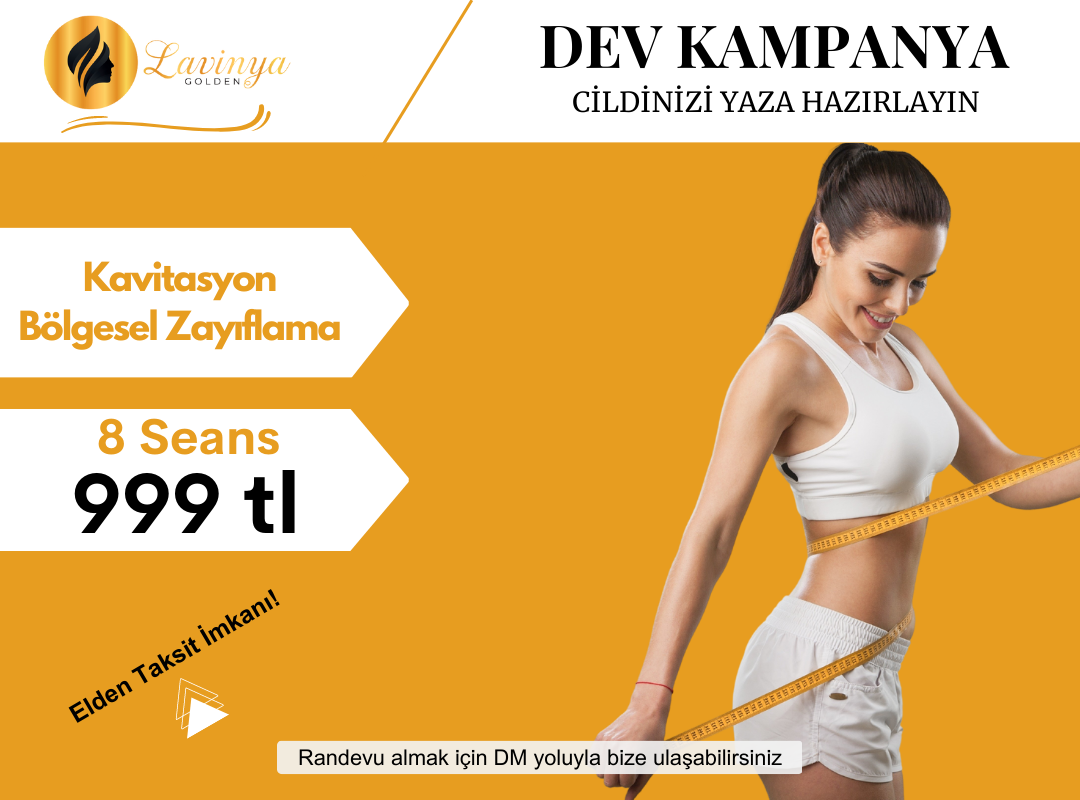 Lavinya
GOLDEN
DEV KAMPANYA
CİLDİNİZİ YAZA HAZIRLAYIN
Kavitasyon
Bölgesel Zayıflama
8 Seans
999 tl
Elden Taksit İmkanı!
Randevu almak için DM yoluyla bize ulaşabilirsiniz